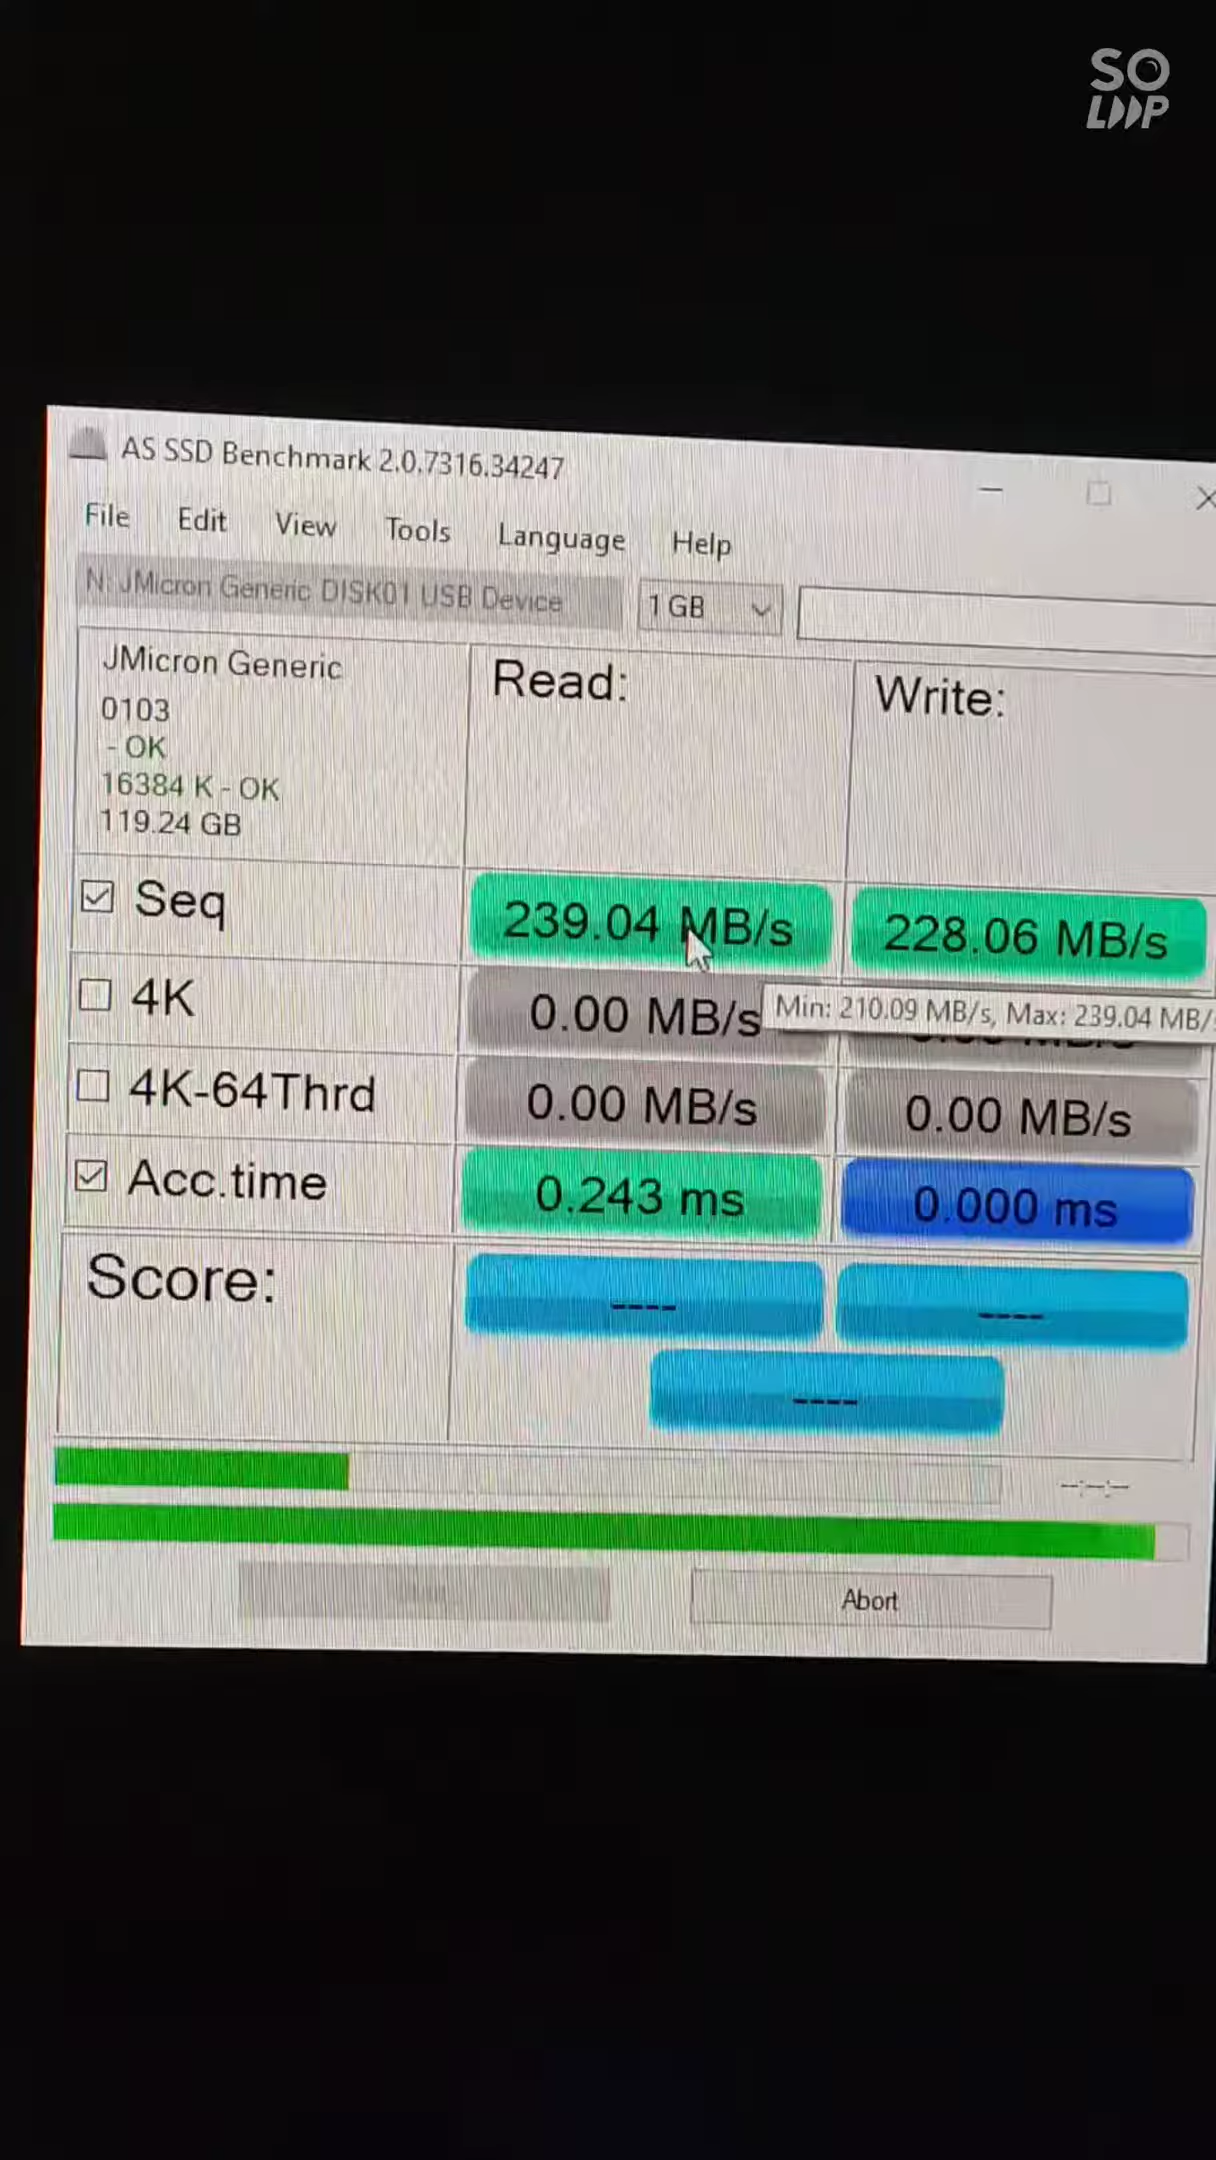 SO
LOOP
AS SSD Benchmark 2.0.7316.34247
File Edit View Tools Language Help
N: JMicron Generic DISK01 USB Device 1 GB
JMicron Generic
0103
- OK
16384 K - OK
119.24 GB
Read: Write:
Seq 239.04 MB/s 228.06 MB/s
4K 0.00 MB/s
Min: 210.09 MB/s, Max: 239.04 MB/
4K-64Thrd 0.00 MB/s 0.00 MB/s
Acc.time 0.243 ms 0.000 ms
Score: ---- ----
----
--:--:--
Abort